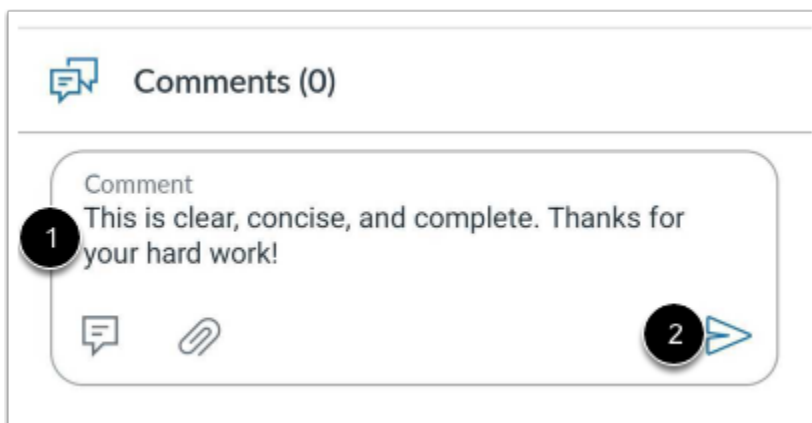 Comments (0)
Comment
This is clear, concise, and complete. Thanks for
1
your hard work!
2